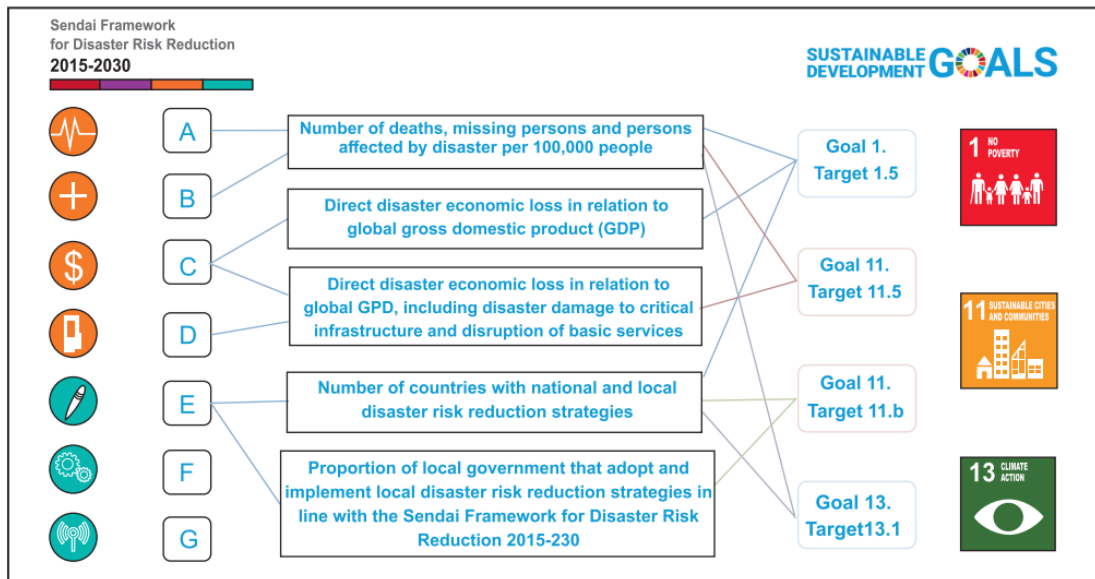 Sendai Framework
for Disaster Risk Reduction
2015-2030
SUSTAINABLE
DEVELOPMENT
GOALS
A
B
C
D
E
F
G
Number of deaths, missing persons and persons
affected by disaster per 100,000 people
Direct disaster economic loss in relation to
global gross domestic product (GDP)
Direct disaster economic loss in relation to
global GPD, including disaster damage to critical
infrastructure and disruption of basic services
Number of countries with national and local
disaster risk reduction strategies
Proportion of local government that adopt and
implement local disaster risk reduction strategies in
line with the Sendai Framework for Disaster Risk
Reduction 2015-230
Goal 1.
Target 1.5
Goal 11.
Target 11.5
Goal 11.
Target 11.b
Goal 13.
Target13.1
1 NO
POVERTY
11 SUSTAINABLE CITIES
AND COMMUNITIES
13 CLIMATE
ACTION
$